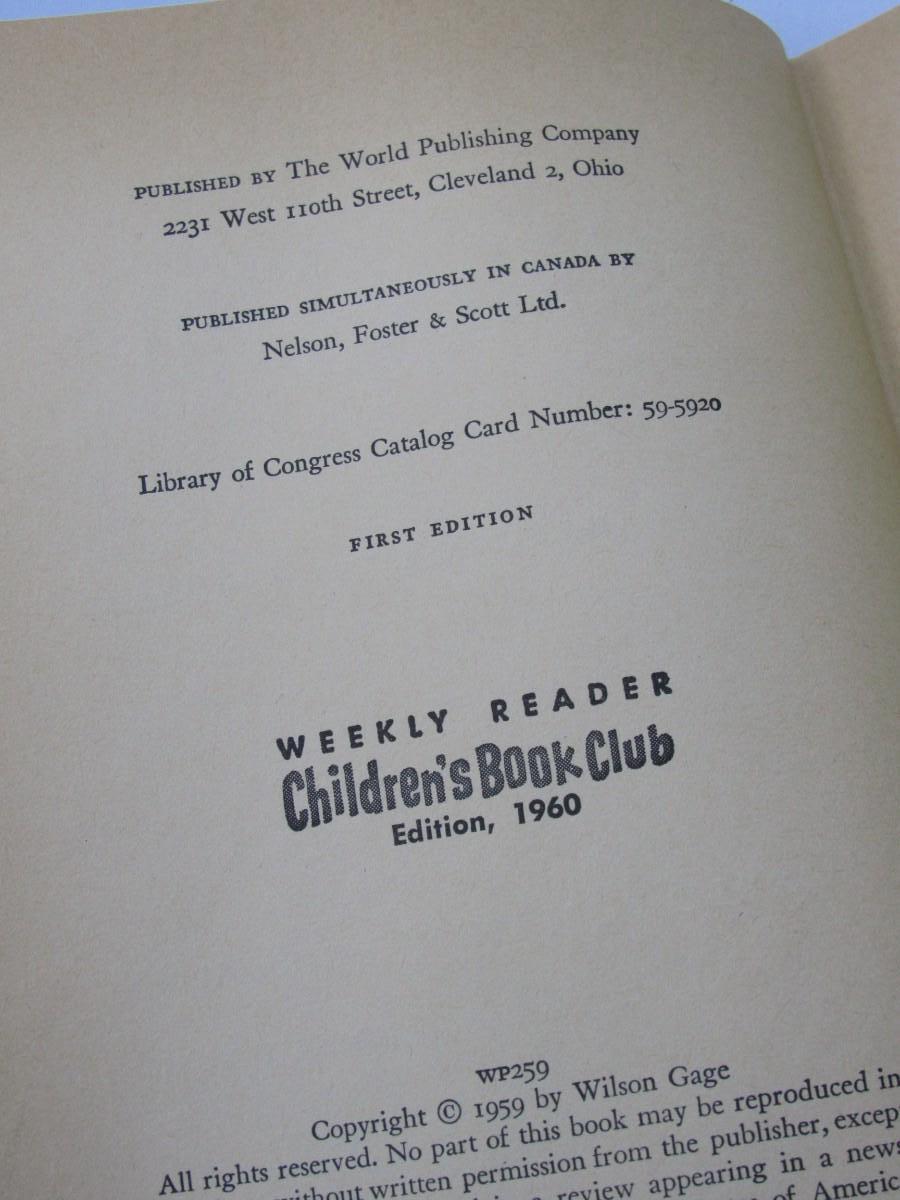 PUBLISHED BY The World Publishing Company
2231 West 110th Street, Cleveland 2, Ohio
PUBLISHED SIMULTANEOUSLY IN CANADA BY
Nelson, Foster & Scott Ltd.
Library of Congress Catalog Card Number: 59-5920
FIRST EDITION
WEEKLY READER
Children's Book Club
Edition, 1960
WP259
Copyright © 1959 by Wilson Gage
All rights reserved. No part of this book may be reproduced in
without written permission from the publisher, except
review appearing in a news
of Americ